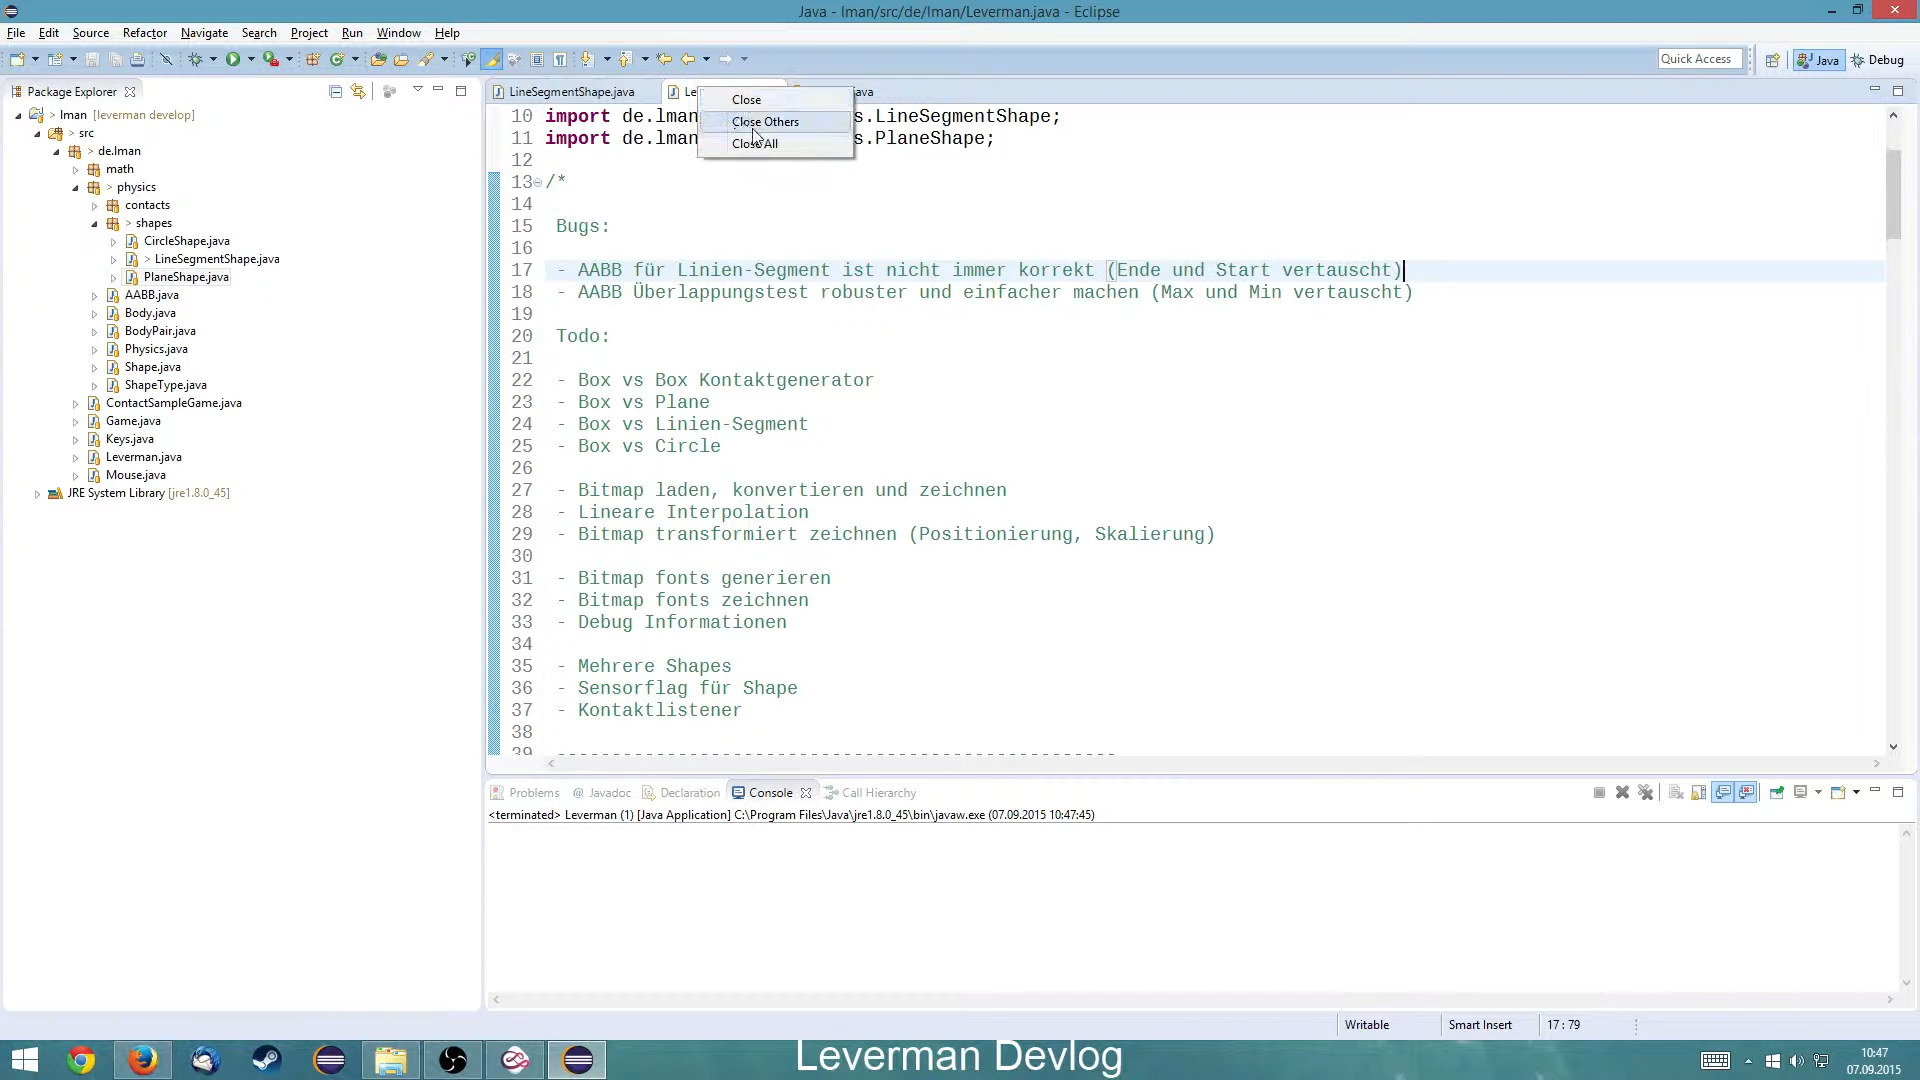 Java - lman/src/de/lman/Leverman.java - Eclipse
File Edit Source Refactor Navigate Search Project Run Window Help
Quick Access
Java
Debug
Package Explorer
LineSegmentShape.java
Le
ava
> lman [leverman develop]
> src
> de.lman
math
> physics
contacts
> shapes
CircleShape.java
> LineSegmentShape.java
PlaneShape.java
AABB.java
Body.java
BodyPair.java
Physics.java
Shape.java
ShapeType.java
ContactSampleGame.java
Game.java
Keys.java
Leverman.java
Mouse.java
JRE System Library [jre1.8.0_45]
Close
Close Others
Close All
10 import de.lman s.LineSegmentShape;
11 import de.lman s.PlaneShape;
12
13 /*
14
15 Bugs:
16
17 - AABB für Linien-Segment ist nicht immer korrekt (Ende und Start vertauscht)
18 - AABB Überlappungstest robuster und einfacher machen (Max und Min vertauscht)
19
20 Todo:
21
22 - Box vs Box Kontaktgenerator
23 - Box vs Plane
24 - Box vs Linien-Segment
25 - Box vs Circle
26
27 - Bitmap laden, konvertieren und zeichnen
28 - Lineare Interpolation
29 - Bitmap transformiert zeichnen (Positionierung, Skalierung)
30
31 - Bitmap fonts generieren
32 - Bitmap fonts zeichnen
33 - Debug Informationen
34
35 - Mehrere Shapes
36 - Sensorflag für Shape
37 - Kontaktlistener
38
39 ---------------------------------------------------
Problems @ Javadoc Declaration Console Call Hierarchy
<terminated> Leverman (1) [Java Application] C:\Program Files\Java\jre1.8.0_45\bin\javaw.exe (07.09.2015 10:47:45)
Writable Smart Insert 17 : 79
Leverman Devlog
10:47
07.09.2015